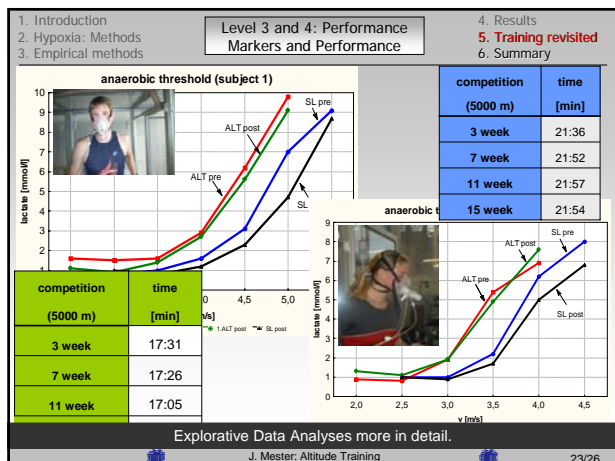 1. Introduction
2. Hypoxia: Methods
3. Empirical methods
Level 3 and 4: Performance
Markers and Performance
4. Results
5. Training revisited
6. Summary
anaerobic threshold (subject 1)
lactate [mmol/l]
10
9
8
7
6
5
4
3
2
1
ALT pre
ALT post
SL pre
SL
4,5
5,0
m/s]
1.ALT post
SL post
competition
(5000 m)
time
[min]
3 week
21:36
7 week
21:52
11 week
21:57
15 week
21:54
competition
(5000 m)
time
[min]
3 week
17:31
7 week
17:26
11 week
17:05
anaerobic t
lactate [mmol/l]
9
8
7
6
5
4
3
2
1
0
ALT pre
ALT post
SL pre
SL post
2,0
2,5
3,0
3,5
4,0
4,5
v [m/s]
Explorative Data Analyses more in detail.
J. Mester: Altitude Training
23/26